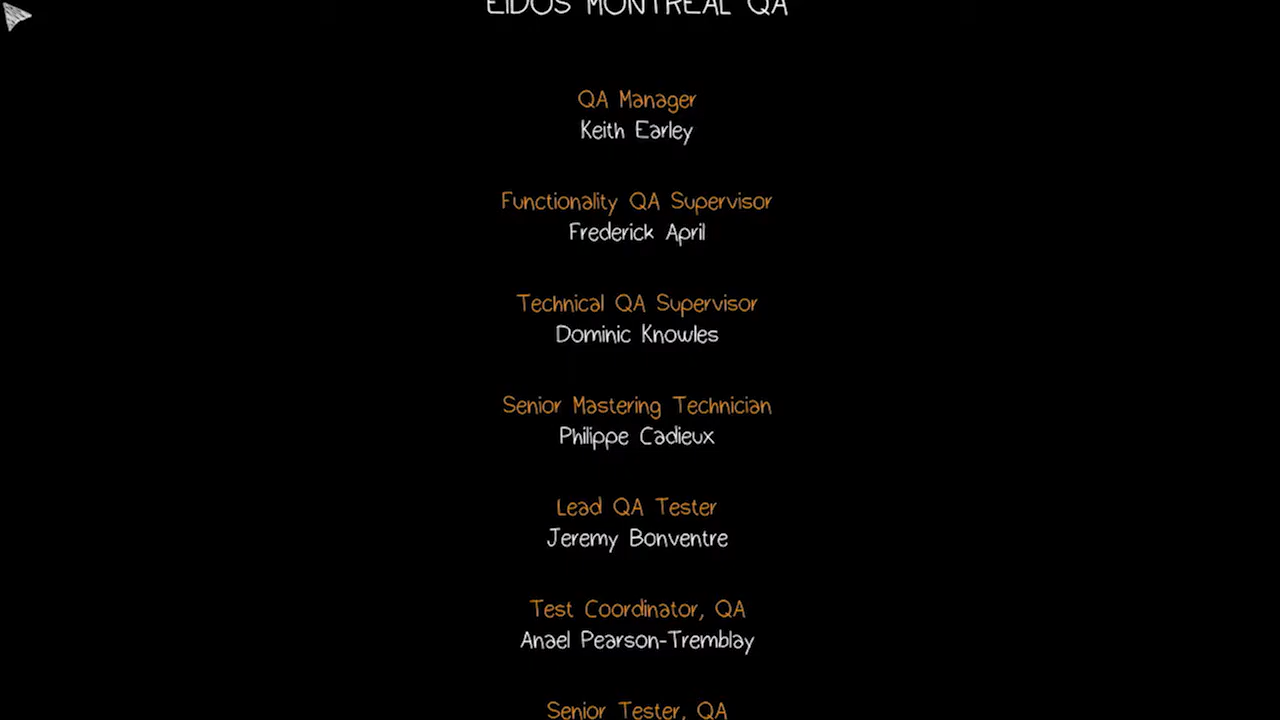 EIDOS MONTREAL QA
QA Manager
Keith Earley
Functionality QA Supervisor
Frederick April
Technical QA Supervisor
Dominic Knowles
Senior Mastering Technician
Philippe Cadieux
Lead QA Tester
Jeremy Bonventre
Test Coordinator, QA
Anael Pearson-Tremblay
Senior Tester, QA